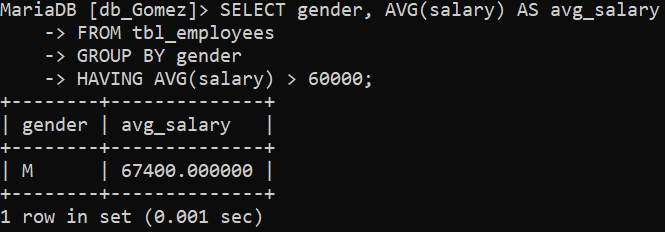 MariaDB [db_Gomez]> SELECT gender, AVG(salary) AS avg_salary
    -> FROM tbl_employees
    -> GROUP BY gender
    -> HAVING AVG(salary) > 60000;
+--------+--------------+
| gender | avg_salary   |
+--------+--------------+
| M      | 67400.000000 |
+--------+--------------+
1 row in set (0.001 sec)